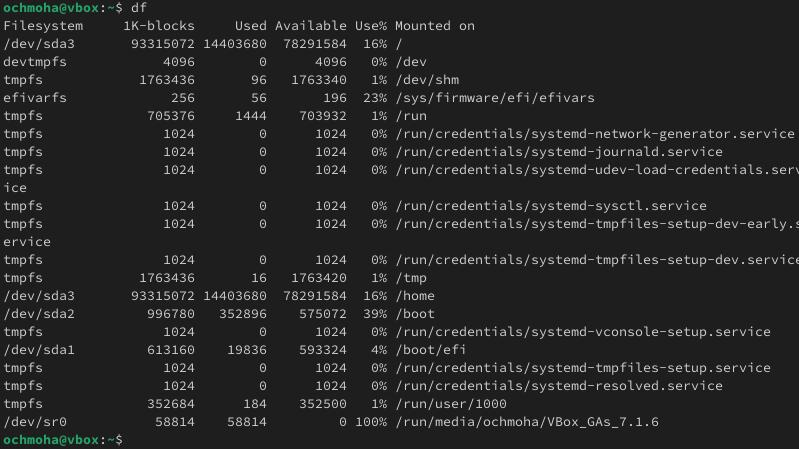 ochmoha@vbox:~$ df
Filesystem     1K-blocks     Used Available Use% Mounted on
/dev/sda3       93315072 14403680  78291584  16% /
devtmpfs            4096        0      4096   0% /dev
tmpfs            1763436       96   1763340   1% /dev/shm
efivarfs             256       56       196  23% /sys/firmware/efi/efivars
tmpfs             705376     1444    703932   1% /run
tmpfs               1024        0      1024   0% /run/credentials/systemd-network-generator.service
tmpfs               1024        0      1024   0% /run/credentials/systemd-journald.service
tmpfs               1024        0      1024   0% /run/credentials/systemd-udev-load-credentials.serv
ice
tmpfs               1024        0      1024   0% /run/credentials/systemd-sysctl.service
tmpfs               1024        0      1024   0% /run/credentials/systemd-tmpfiles-setup-dev-early.s
ervice
tmpfs               1024        0      1024   0% /run/credentials/systemd-tmpfiles-setup-dev.service
tmpfs            1763436       16   1763420   1% /tmp
/dev/sda3       93315072 14403680  78291584  16% /home
/dev/sda2         996780   352896    575072  39% /boot
tmpfs               1024        0      1024   0% /run/credentials/systemd-vconsole-setup.service
/dev/sda1         613160    19836    593324   4% /boot/efi
tmpfs               1024        0      1024   0% /run/credentials/systemd-tmpfiles-setup.service
tmpfs               1024        0      1024   0% /run/credentials/systemd-resolved.service
tmpfs             352684      184    352500   1% /run/user/1000
/dev/sr0           58814    58814         0 100% /run/media/ochmoha/VBox_GAs_7.1.6
ochmoha@vbox:~$